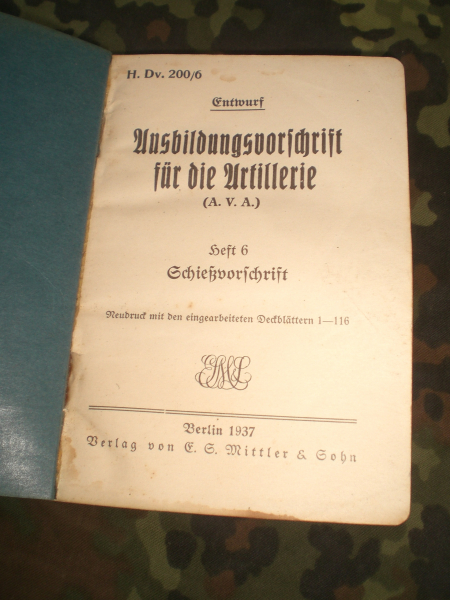 H. Dv. 200/6
Entwurf
Ausbildungsvorschrift
für die Artillerie
(A. V. A.)
Heft 6
Schießvorschrift
Neudruck mit den eingearbeiteten Deckblättern 1—116
Berlin 1937
Verlag von E. S. Mittler & Sohn